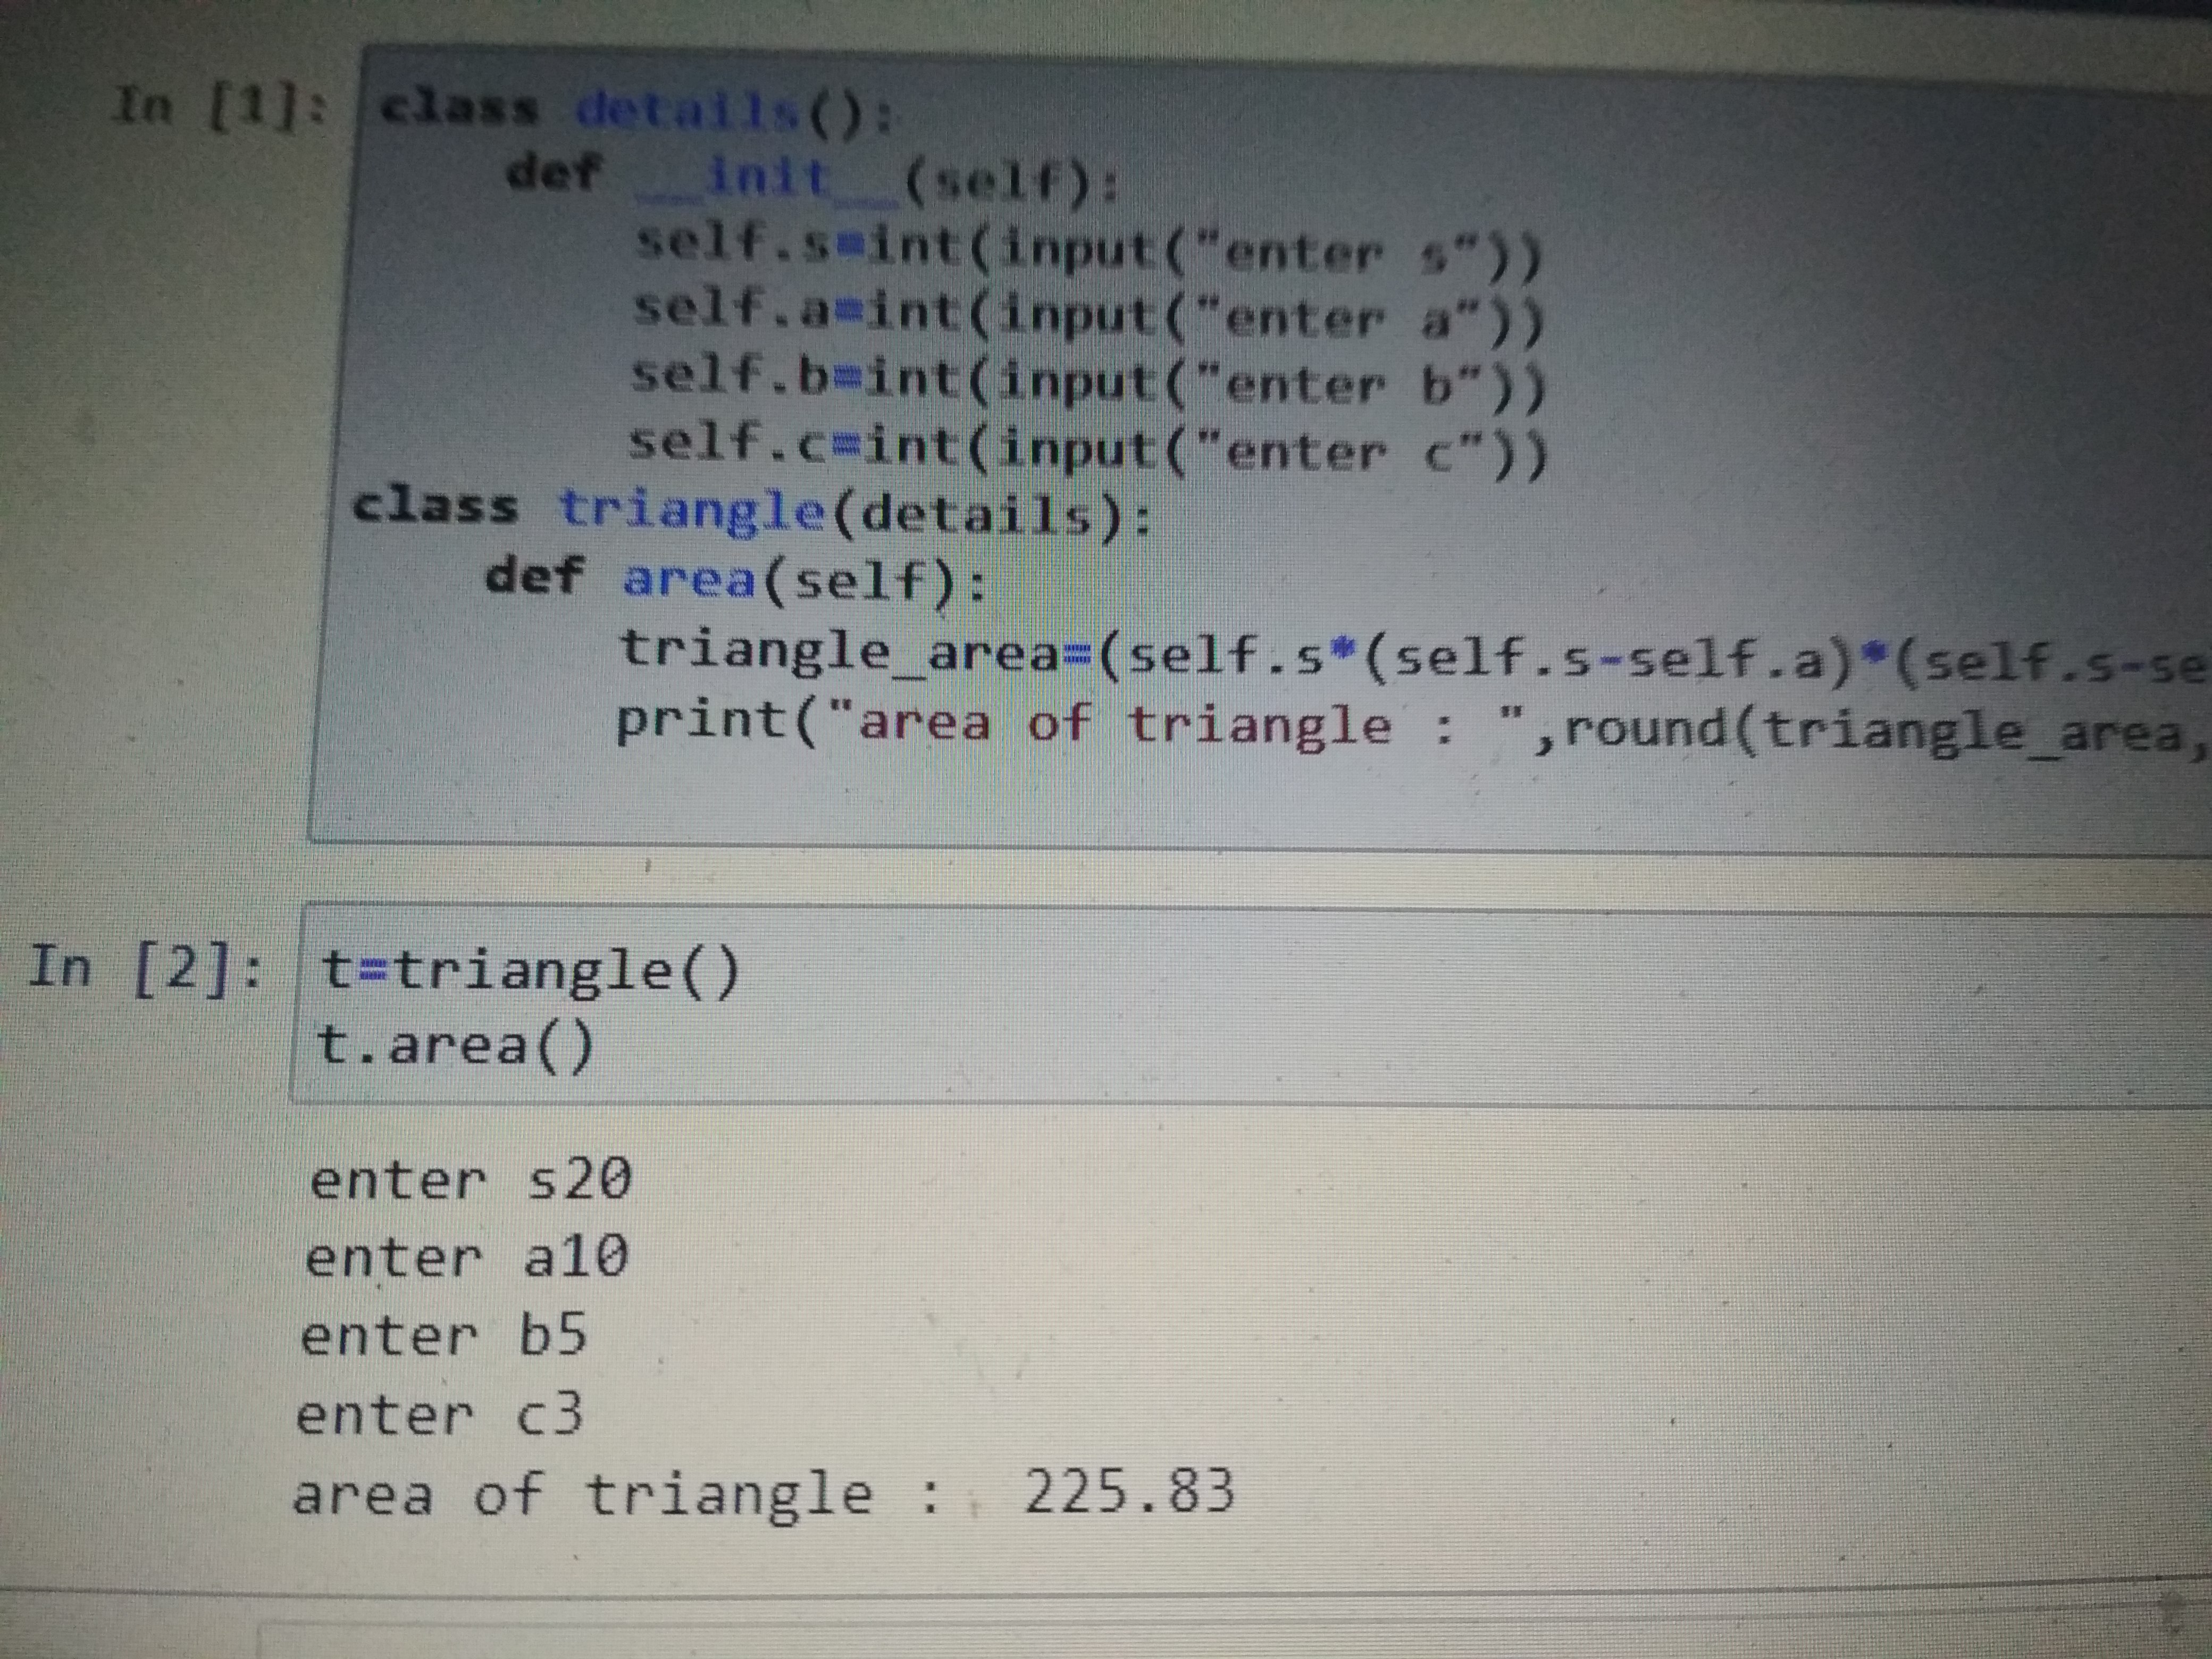 In [1]: class details():
    def __init__(self):
        self.s=int(input("enter s"))
        self.a=int(input("enter a"))
        self.b=int(input("enter b"))
        self.c=int(input("enter c"))
class triangle(details):
    def area(self):
        triangle_area=(self.s*(self.s-self.a)*(self.s-se
        print("area of triangle : ",round(triangle_area,
In [2]: t=triangle()
t.area()
enter s20
enter a10
enter b5
enter c3
area of triangle :  225.83